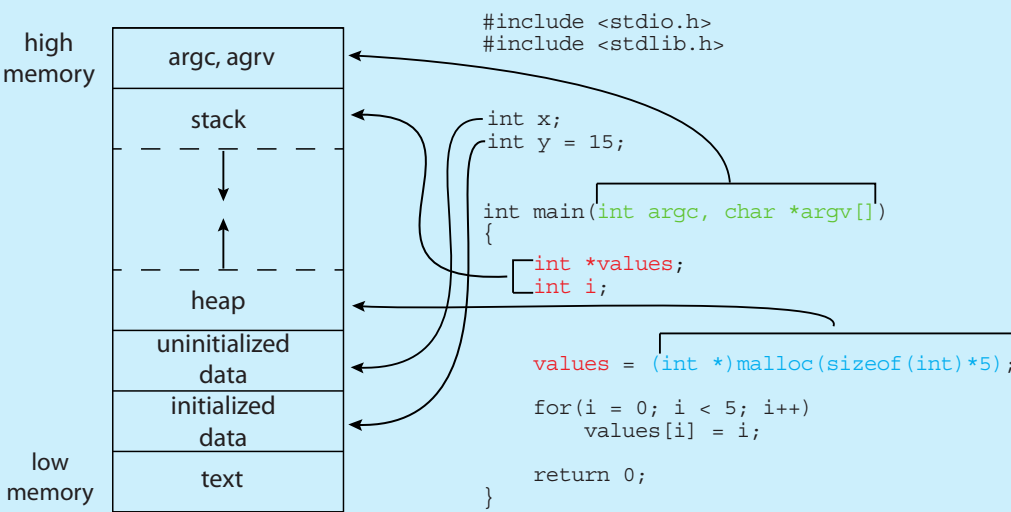 high
memory
argc, agrv
stack
heap
uninitialized
data
initialized
data
text
low
memory
#include <stdio.h>
#include <stdlib.h>
int x;
int y = 15;
int main(int argc, char *argv[])
{
int *values;
int i;
values = (int *)malloc(sizeof(int)*5);
for(i = 0; i < 5; i++)
values[i] = i;
return 0;
}